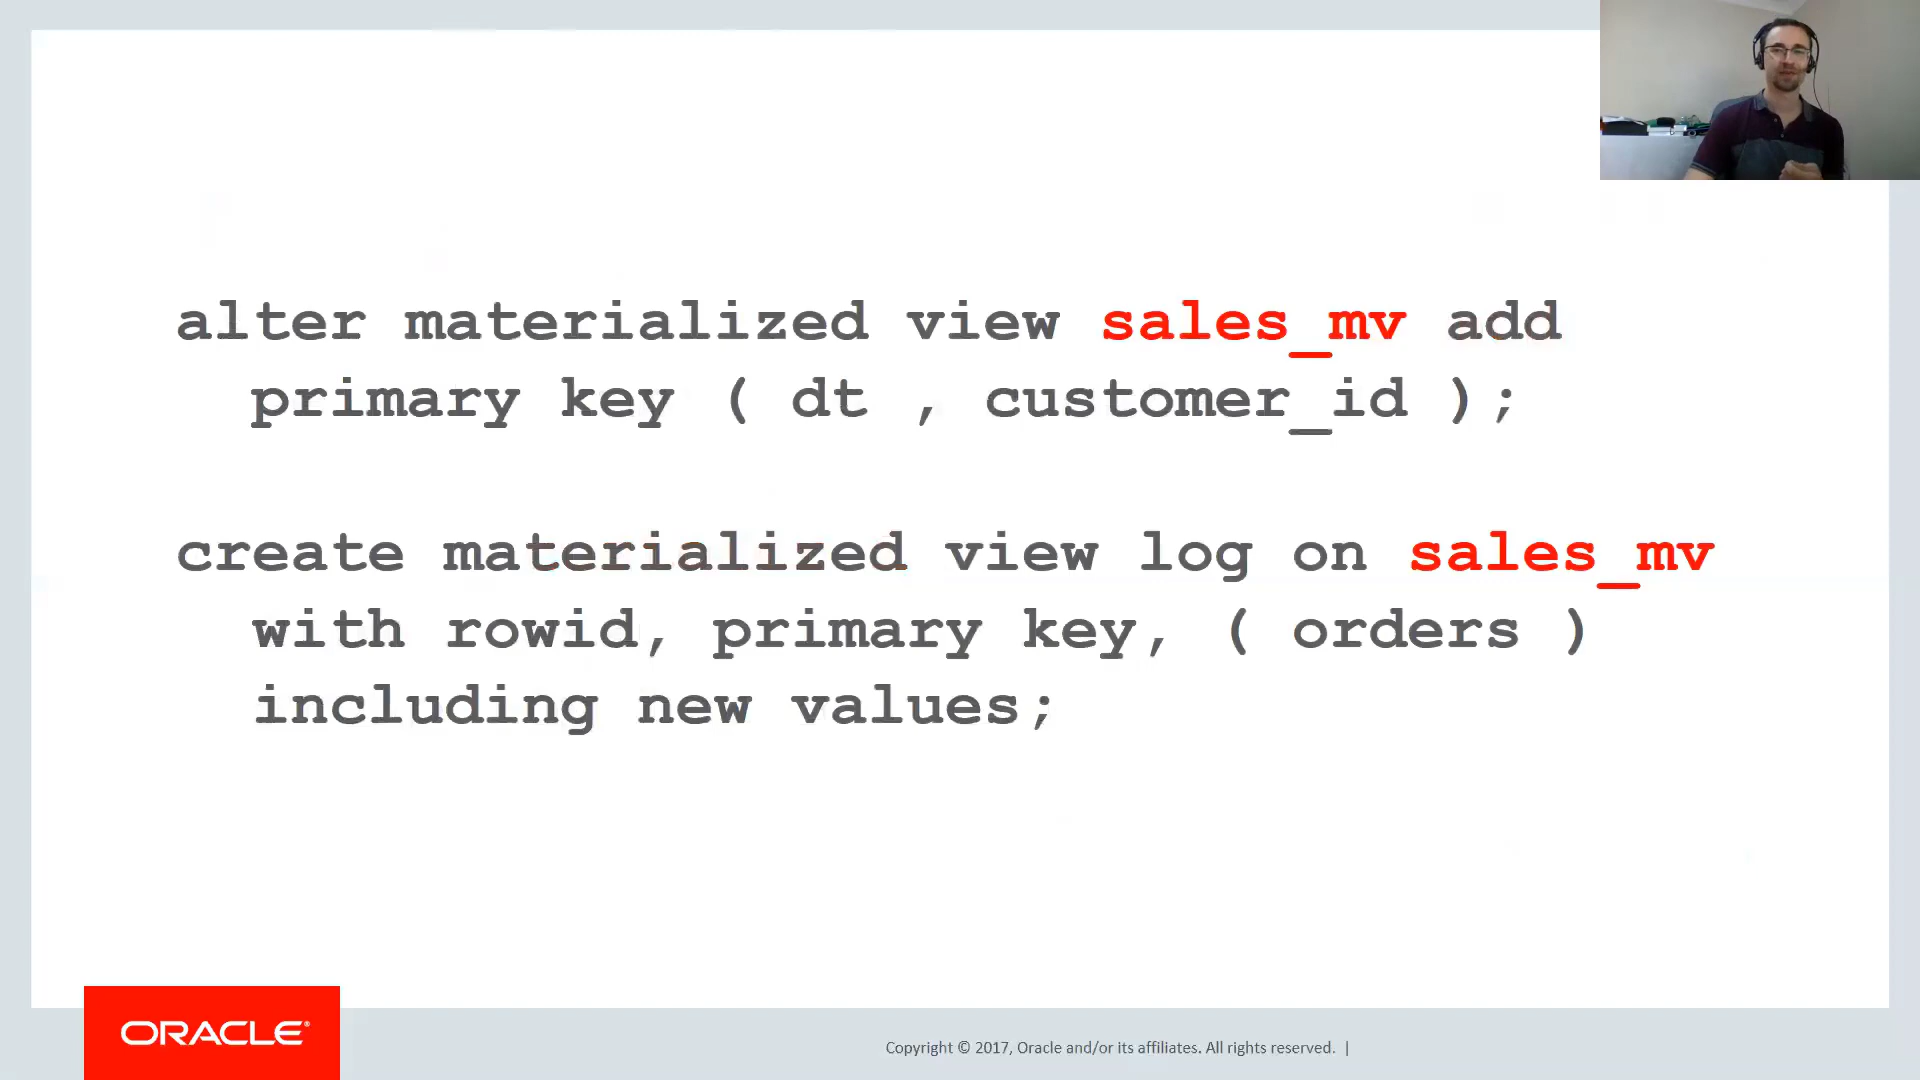 alter materialized view sales_mv add
primary key ( dt , customer_id );
create materialized view log on sales_mv
with rowid, primary key, ( orders )
including new values;
ORACLE®
Copyright © 2017, Oracle and/or its affiliates. All rights reserved. |